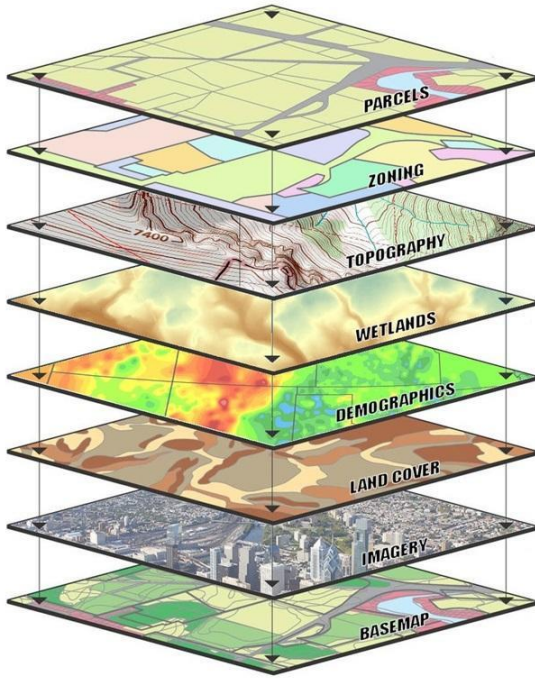 PARCELS
ZONING
7400
TOPOGRAPHY
WETLANDS
DEMOGRAPHICS
LAND COVER
IMAGERY
BASEMAP